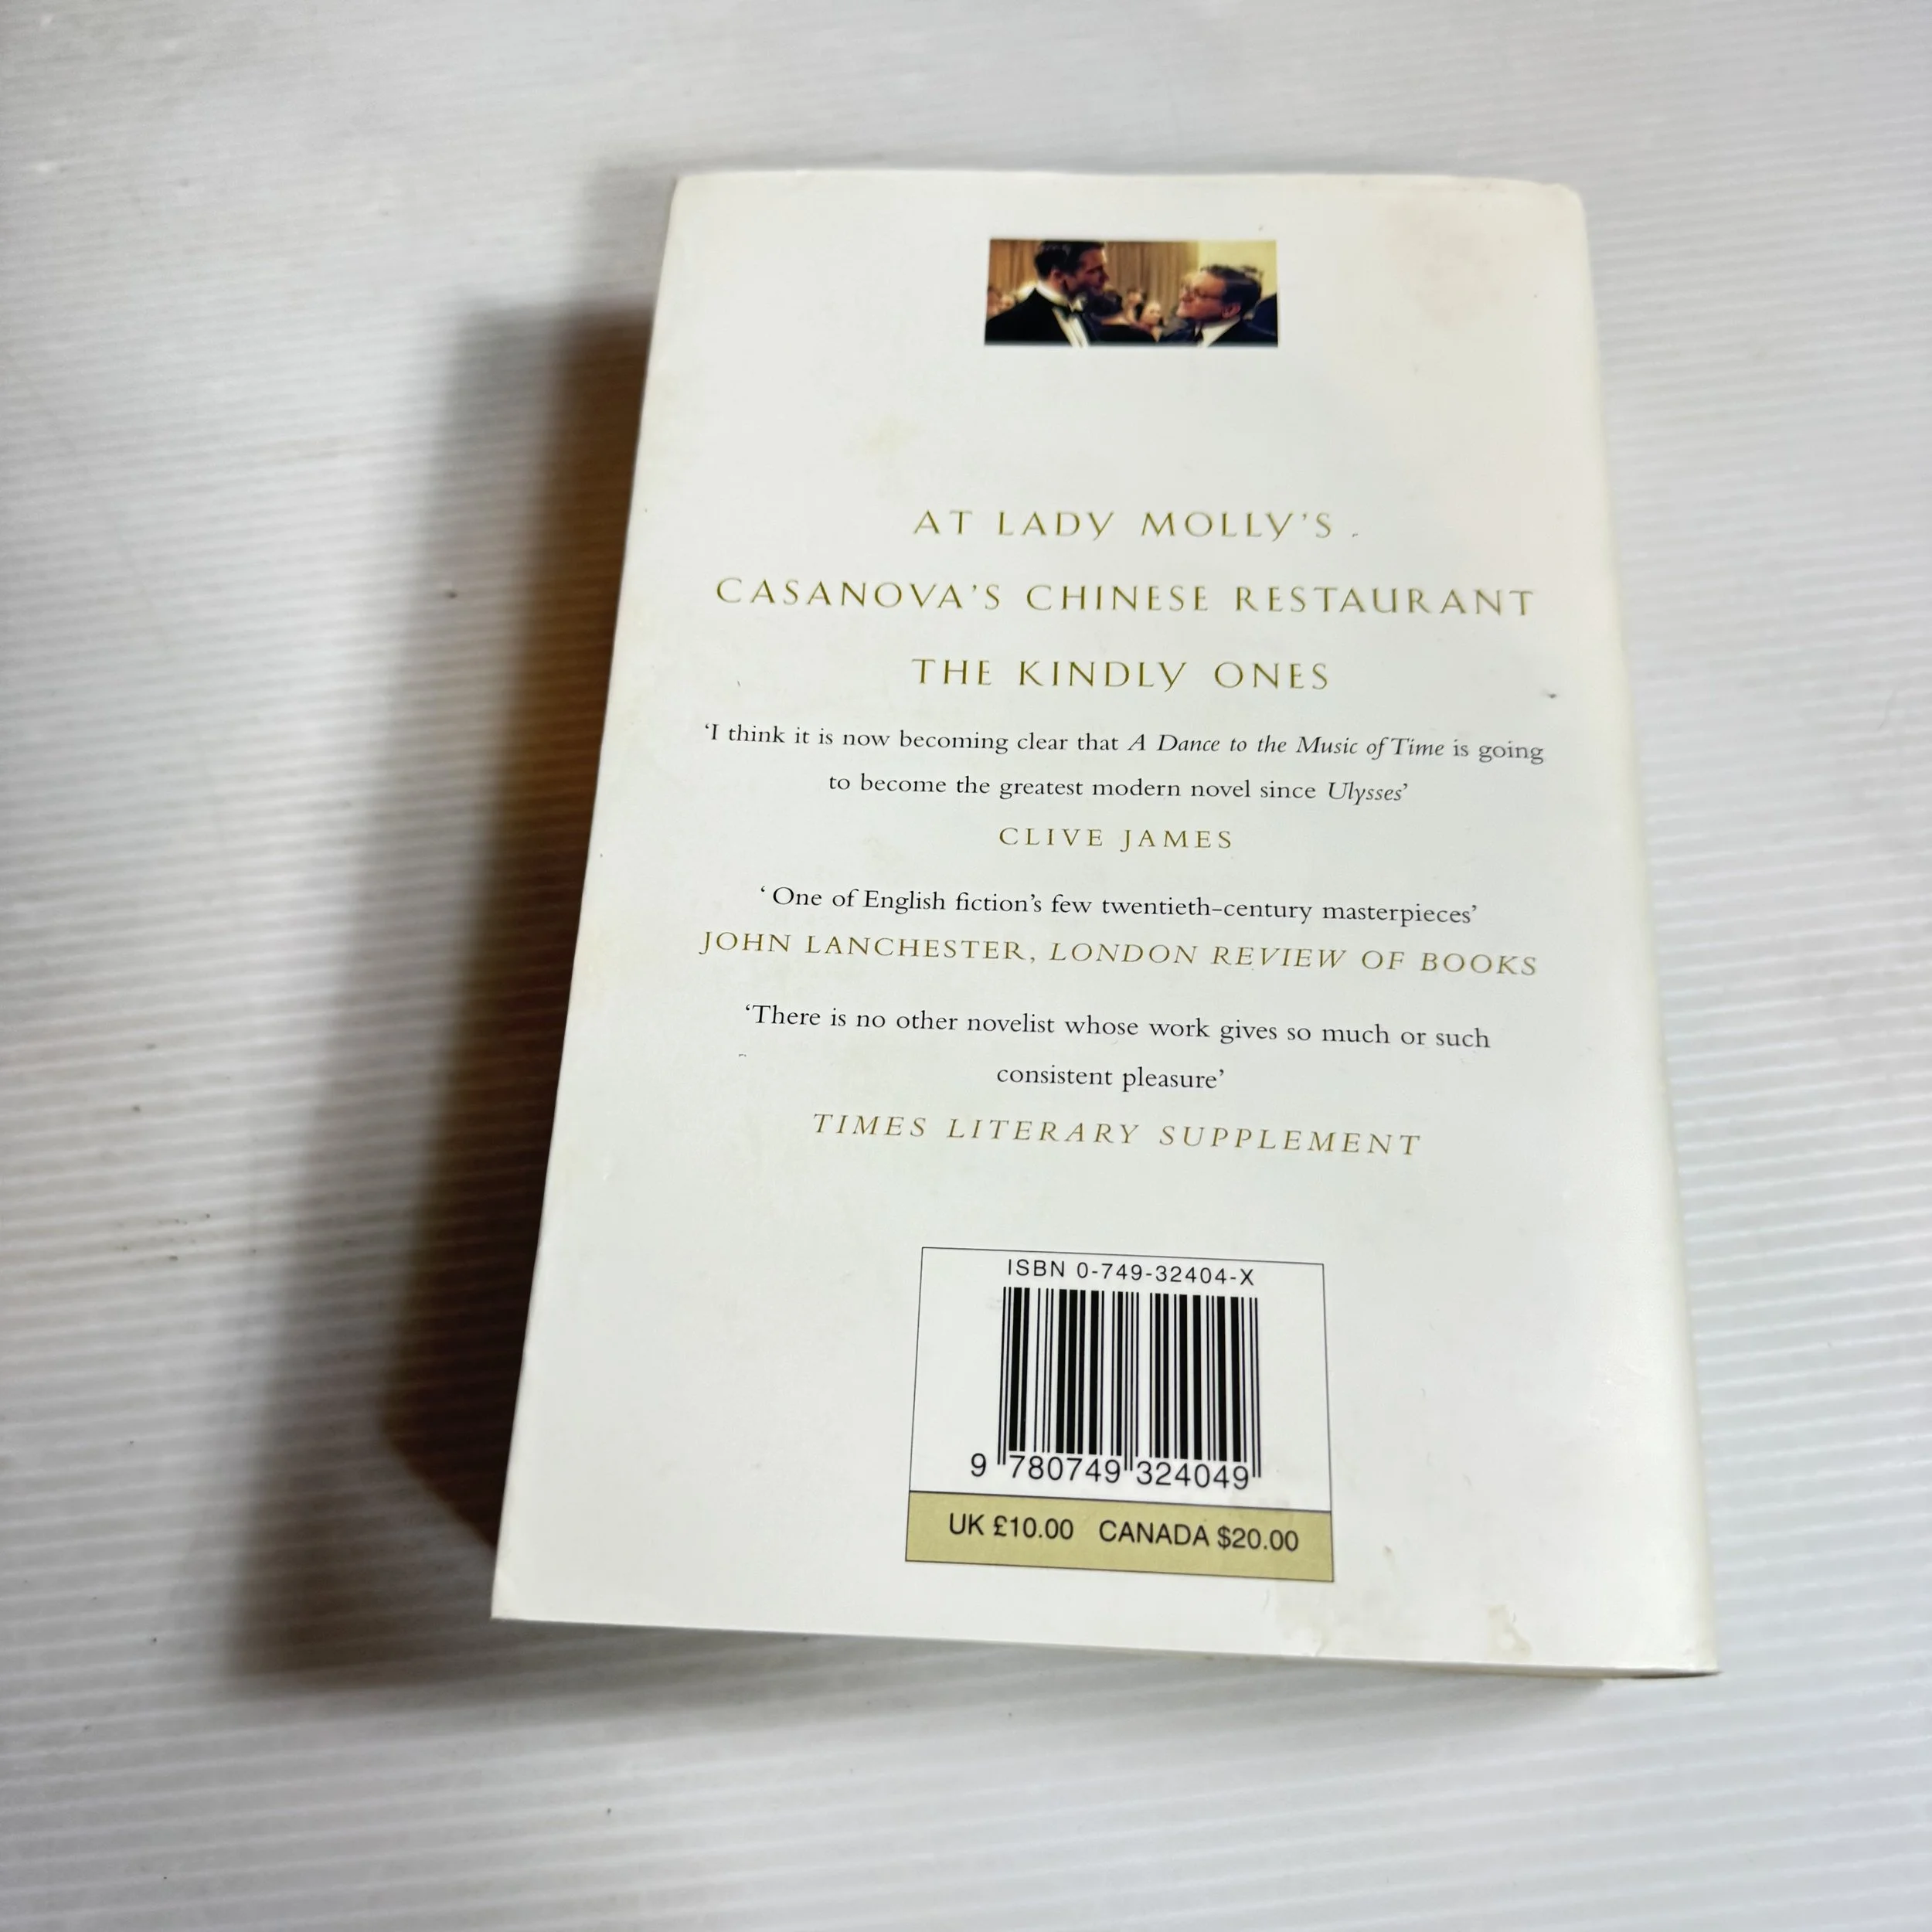 AT LADY MOLLY'S
CASANOVA'S CHINESE RESTAURANT
THE KINDLY ONES
‘I think it is now becoming clear that A Dance to the Music of Time is going
to become the greatest modern novel since Ulysses’
CLIVE JAMES
‘ One of English fiction’s few twentieth-century masterpieces’
JOHN LANCHESTER, LONDON REVIEW OF BOOKS
‘There is no other novelist whose work gives so much or such
consistent pleasure’
TIMES LITERARY SUPPLEMENT
ISBN 0-749-32404-X
9 780749 324049
UK £10.00 CANADA $20.00